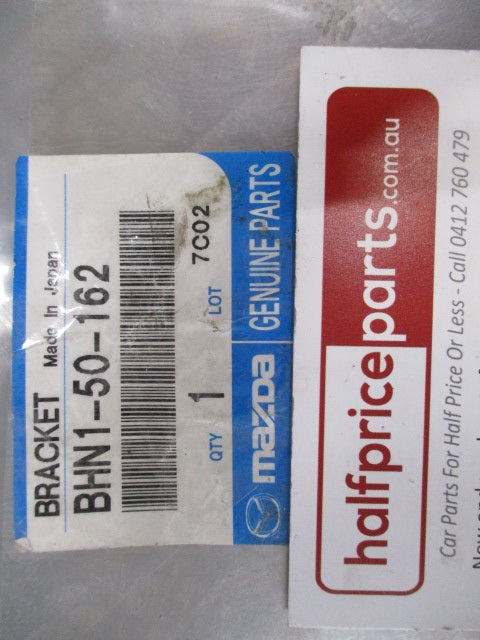 BRACKET Made In Japan
BHN1-50-162
QTY 1 LOT 7C02
mazda GENUINE PARTS
halfpriceparts.com.au
Car Parts For Half Price Or Less - Call 0412 760 479